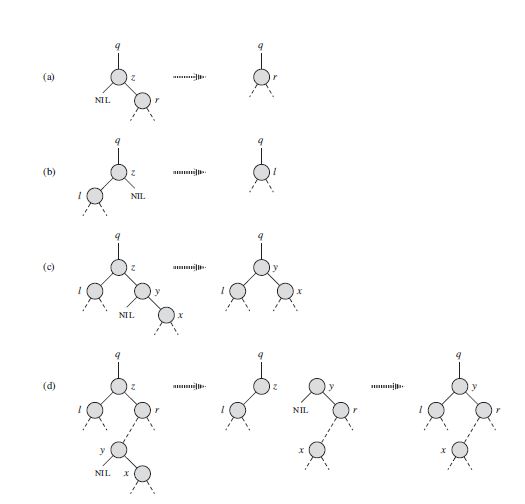 q q
(a) z r
NIL r
q q
(b) z l
l NIL
q q
(c) z y
l y l x
NIL x
q q q
(d) z z y y
l r l NIL r l r
y x x
NIL x